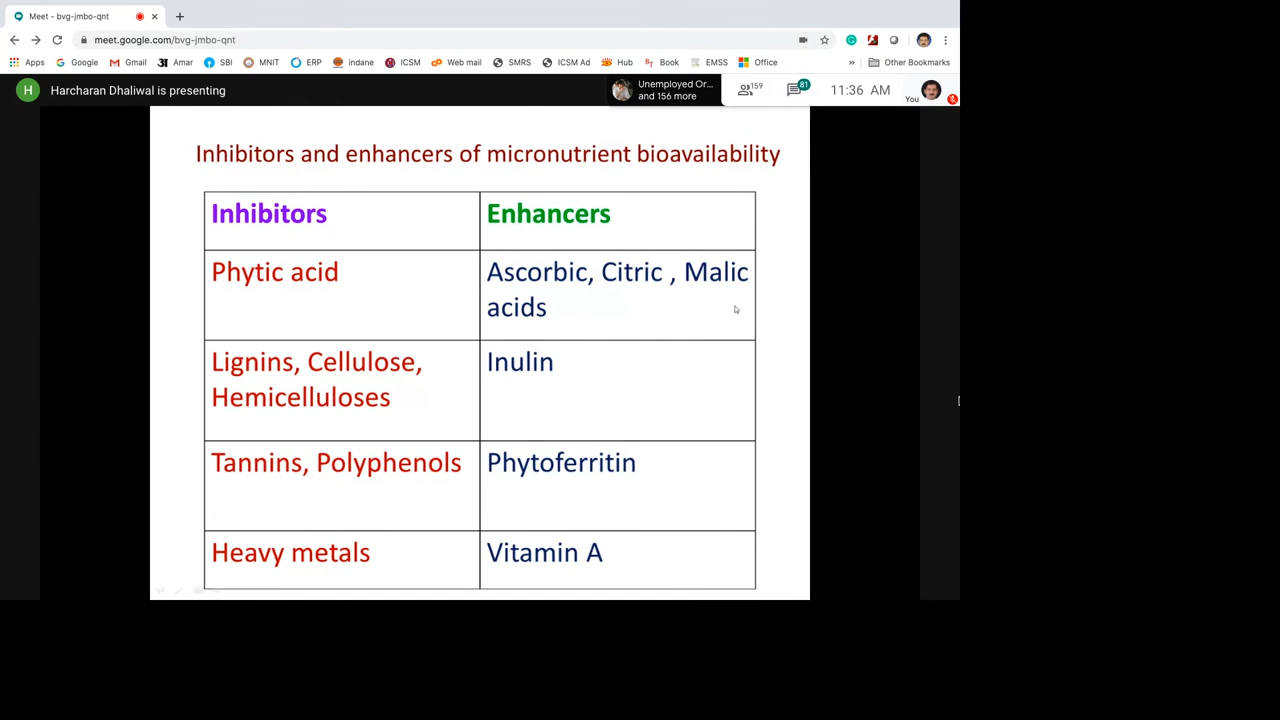 Meet - bvg-jmbo-qnt
meet.google.com/bvg-jmbo-qnt
Apps Google Gmail Amar SBI MNIT ERP indane ICSM Web mail SMRS ICSM Ad Hub Book EMSS Office » Other Bookmarks
H Harcharan Dhaliwal is presenting
Unemployed Or...
and 156 more
159
81
11:36 AM
You
Inhibitors and enhancers of micronutrient bioavailability
Inhibitors
Enhancers
Phytic acid
Ascorbic, Citric , Malic
acids
Lignins, Cellulose,
Hemicelluloses
Inulin
Tannins, Polyphenols
Phytoferritin
Heavy metals
Vitamin A